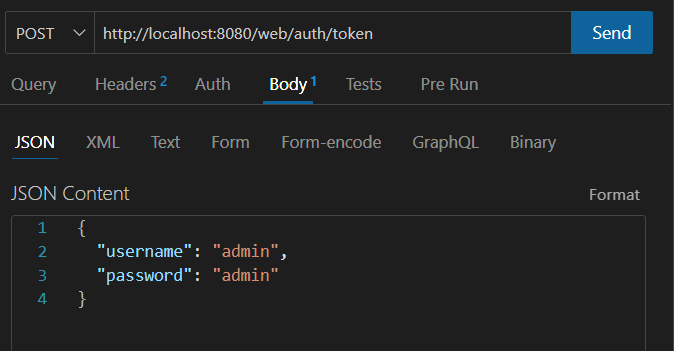 POST http://localhost:8080/web/auth/token Send
Query Headers 2 Auth Body 1 Tests Pre Run
JSON XML Text Form Form-encode GraphQL Binary
JSON Content Format
1 {
2 "username": "admin",
3 "password": "admin"
4 }